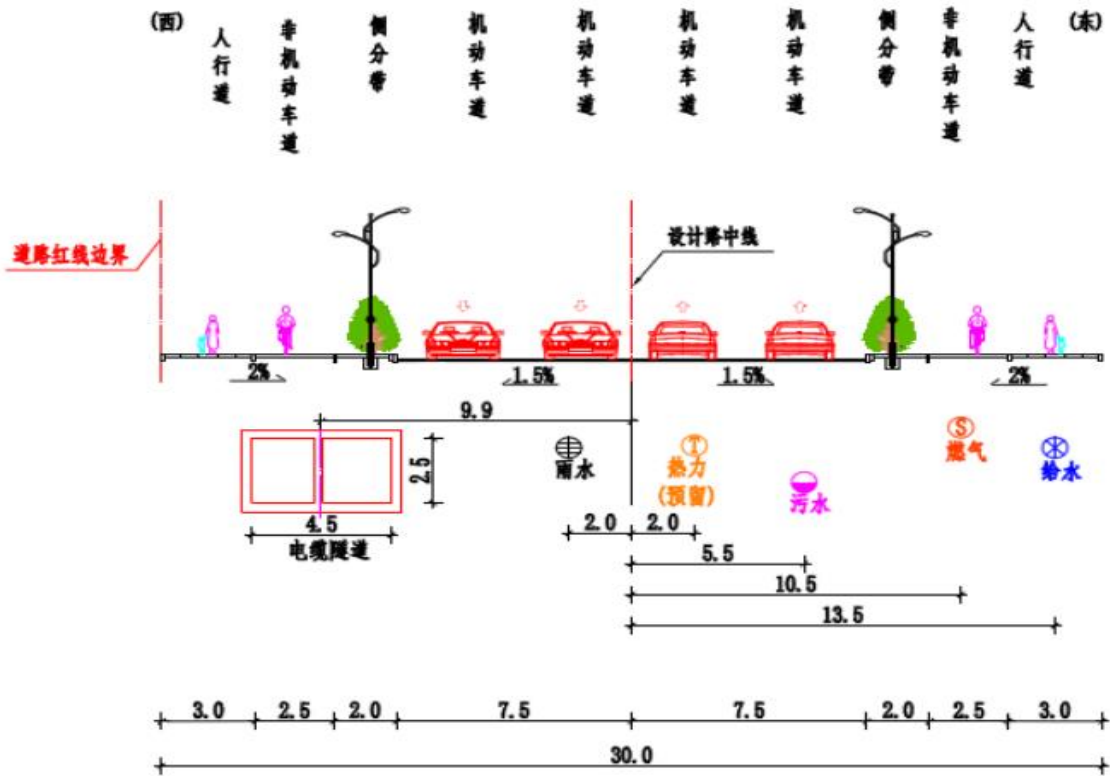 (西)
人行道
非机动车道
侧分带
机动车道
机动车道
机动车道
机动车道
侧分带
非机动车道
人行道
(东)
道路红线边界
设计路中线
2%
1.5%
1.5%
2%
9.9
2.5
4.5
电缆隧道
雨水
T
热力
(预留)
污水
S
燃气
给水
2.0
2.0
5.5
10.5
13.5
3.0
2.5
2.0
7.5
7.5
2.0
2.5
3.0
30.0